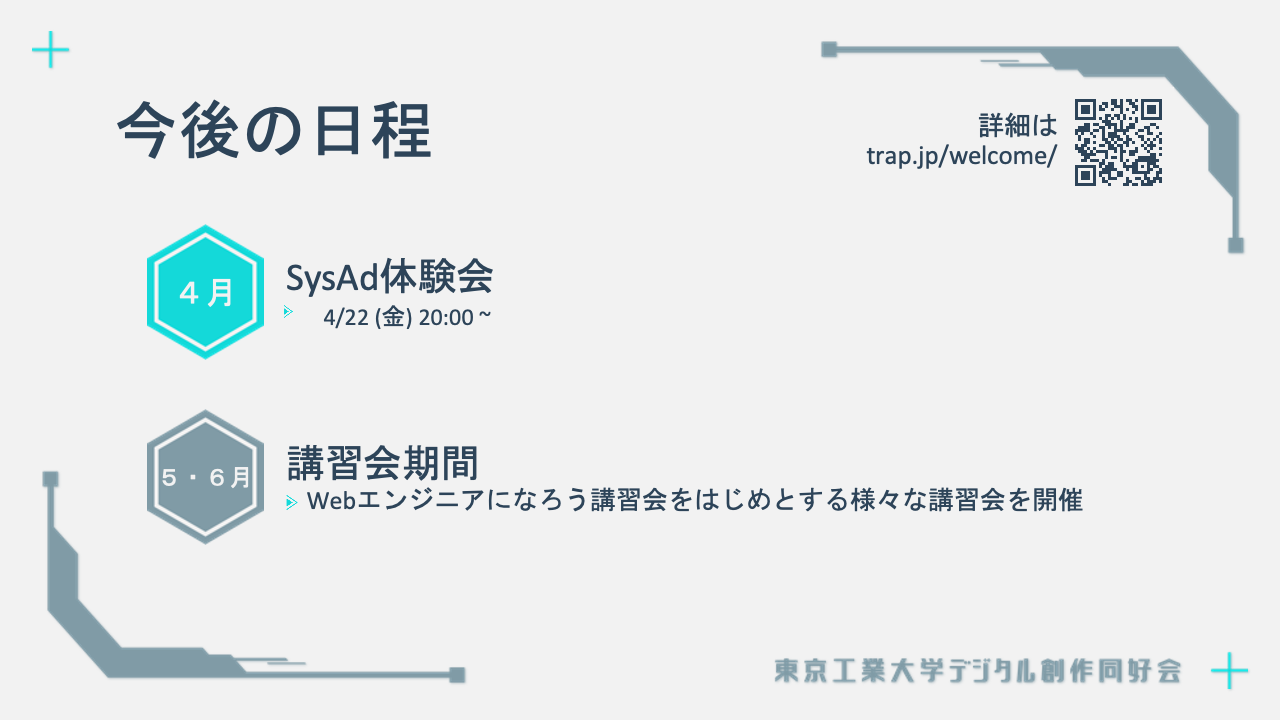 今後の日程
詳細は
trap.jp/welcome/
４月
SysAd体験会
4/22 (金) 20:00 ~
５・６月
講習会期間
Webエンジニアになろう講習会をはじめとする様々な講習会を開催
東京工業大学デジタル創作同好会